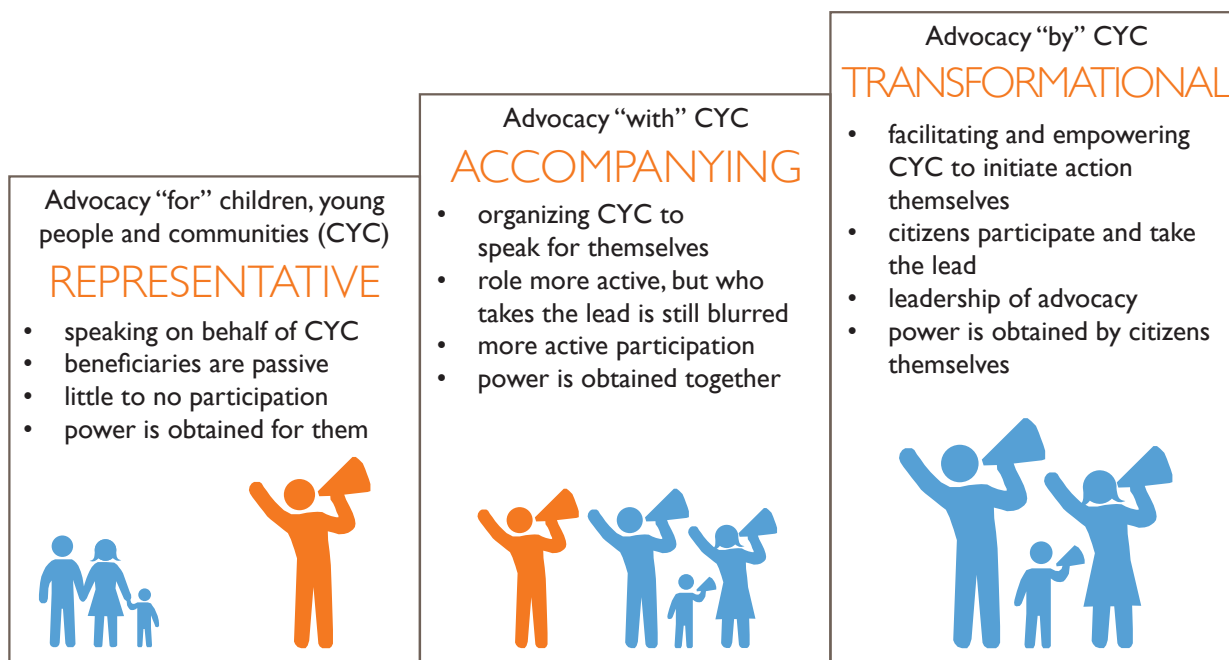 Advocacy “for” children, young
people and communities (CYC)
REPRESENTATIVE
• speaking on behalf of CYC
• beneficiaries are passive
• little to no participation
• power is obtained for them
Advocacy “with” CYC
ACCOMPANYING
• organizing CYC to
speak for themselves
• role more active, but who
takes the lead is still blurred
• more active participation
• power is obtained together
Advocacy “by” CYC
TRANSFORMATIONAL
• facilitating and empowering
CYC to initiate action
themselves
• citizens participate and take
the lead
• leadership of advocacy
• power is obtained by citizens
themselves